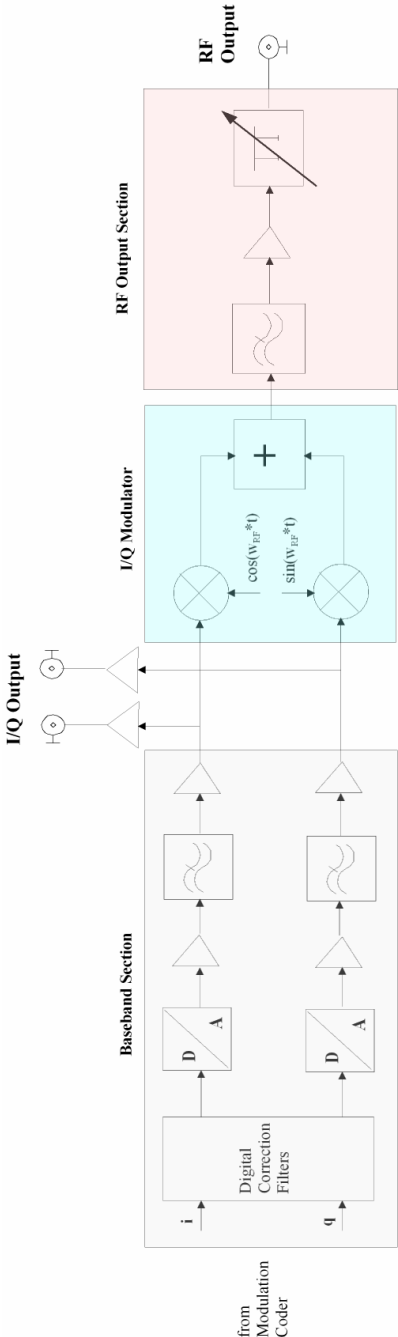 from
Modulation
Coder
Baseband Section
i
q
Digital
Correction
Filters
D
A
D
A
I/Q Output
I/Q Modulator
cos(w_RF*t)
sin(w_RF*t)
+
RF Output Section
RF
Output